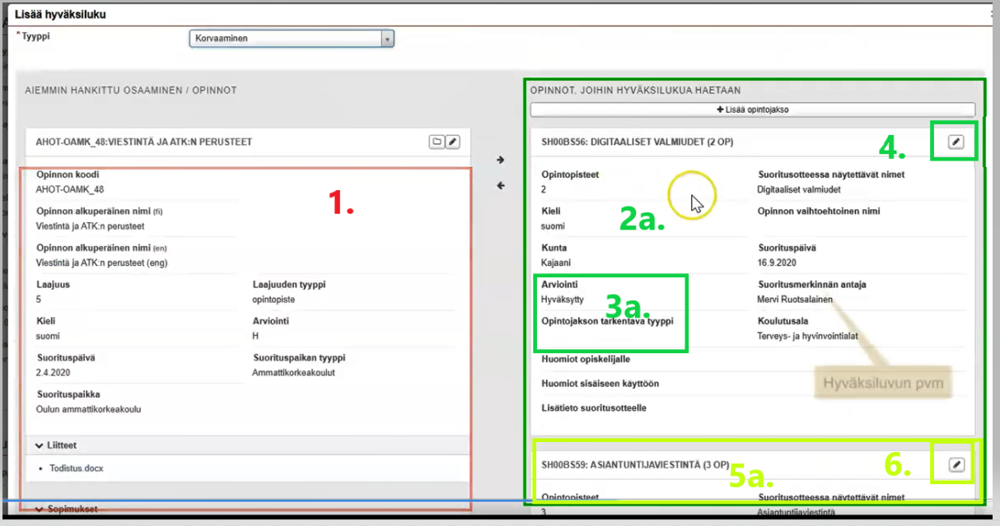 Lisää hyväksiluku
* Tyyppi
Korvaaminen
AIEMMIN HANKITTU OSAAMINEN / OPINNOT
AHOT-OAMK_48:VIESTINTÄ JA ATK:N PERUSTEET
1.
Opinnon koodi
AHOT-OAMK_48
Opinnon alkuperäinen nimi (fi)
Viestintä ja ATK:n perusteet
Opinnon alkuperäinen nimi (en)
Viestintä ja ATK:n perusteet (eng)
Laajuus
5
Laajuuden tyyppi
opintopiste
Kieli
suomi
Arviointi
H
Suorituspäivä
2.4.2020
Suorituspaikan tyyppi
Ammattikorkeakoulut
Suorituspaikka
Oulun ammattikorkeakoulu
Liitteet
• Todistus.docx
Sopimukset
OPINNOT, JOIHIN HYVÄKSILUKUA HAETAAN
+ Lisää opintojakso
SH00BS56: DIGITAALISET VALMIUDET (2 OP)
4.
Opintopisteet
2
Suoritusotteessa näytettävät nimet
Digitaaliset valmiudet
Kieli
suomi
2a.
Opinnon vaihtoehtoinen nimi
Kunta
Kajaani
Suorituspäivä
16.9.2020
Arviointi
Hyväksytty
3a.
Suoritusmerkinnän antaja
Mervi Ruotsalainen
Opintojakson tarkentava tyyppi
Koulutusala
Terveys- ja hyvinvointialat
Huomiot opiskelijalle
Huomiot sisäiseen käyttöön
Hyväksiluvun pvm
Lisätieto suoritusotteelle
SH00BS59: ASIANTUNTIJAVIESTINTÄ (3 OP)
5a.
6.
Opintopisteet
3
Suoritusotteessa näytettävät nimet
Asiantuntijaviestintä